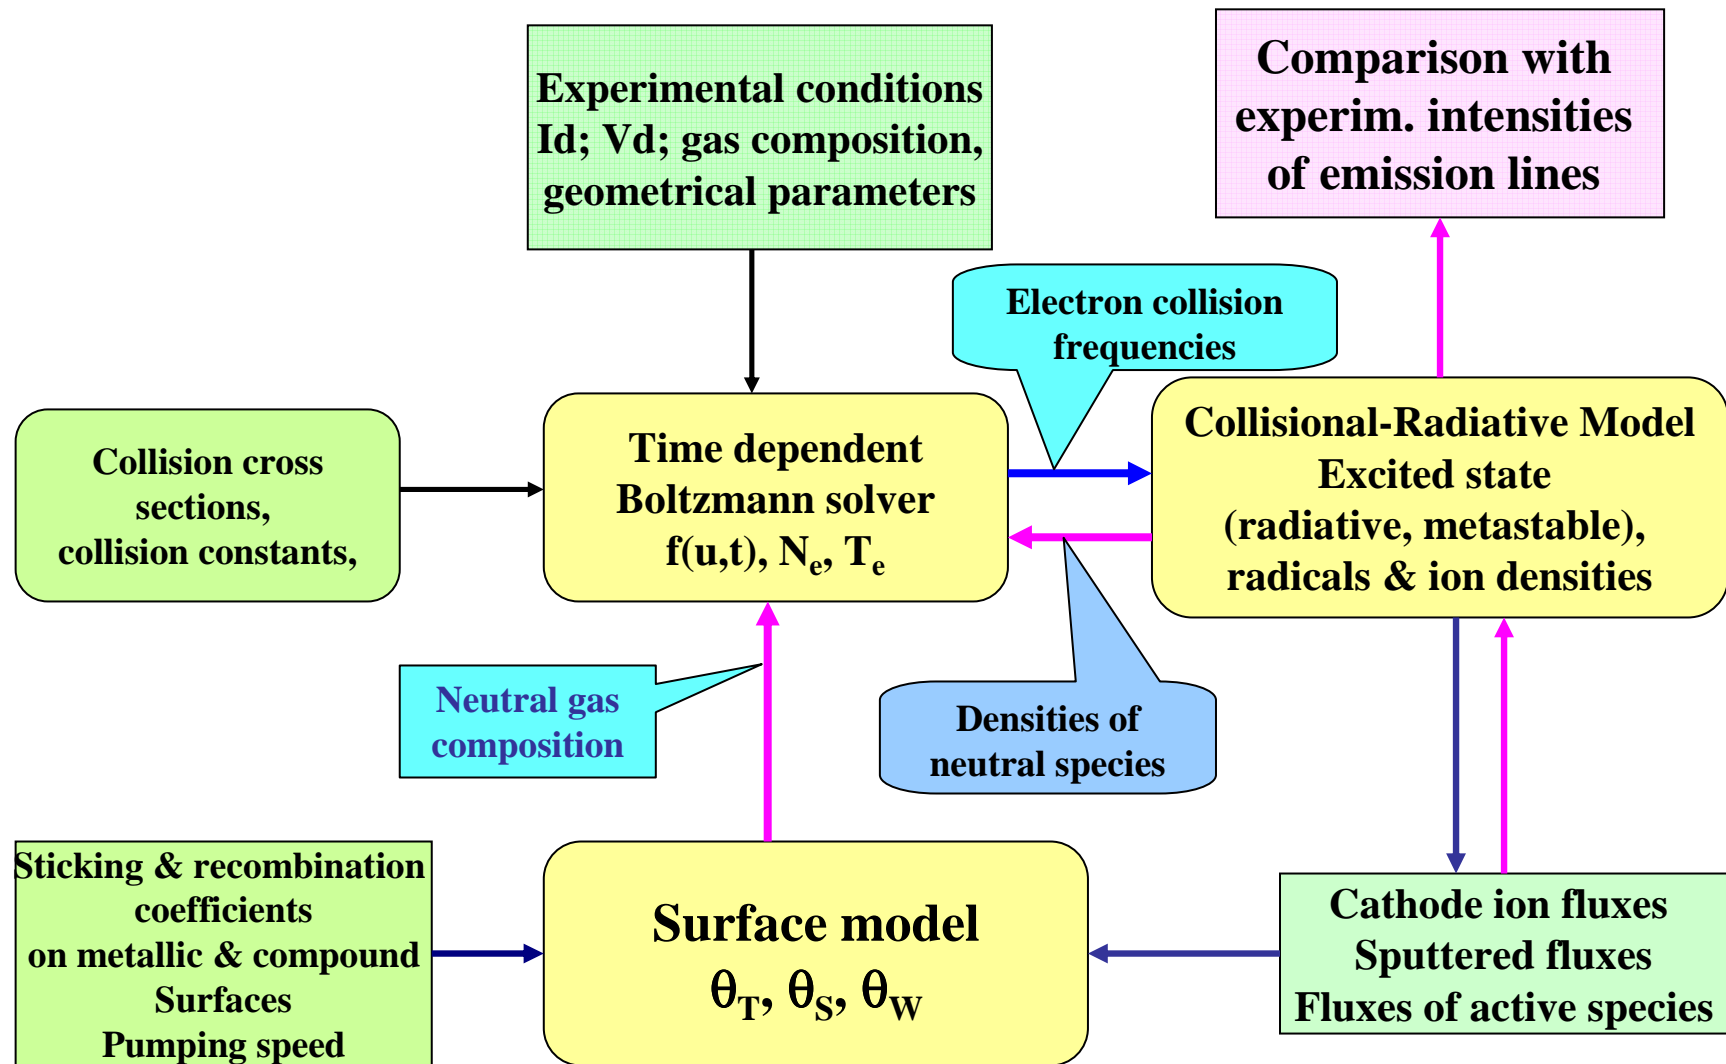 Experimental conditions
Id; Vd; gas composition,
geometrical parameters
Comparison with
experim. intensities
of emission lines
Electron collision
frequencies
Collision cross
sections,
collision constants,
Time dependent
Boltzmann solver
f(u,t), Nₑ, Tₑ
Collisional-Radiative Model
Excited state
(radiative, metastable),
radicals & ion densities
Neutral gas
composition
Densities of
neutral species
Sticking & recombination
coefficients
on metallic & compound
Surfaces
Pumping speed
Surface model
θ_T, θ_S, θ_W
Cathode ion fluxes
Sputtered fluxes
Fluxes of active species